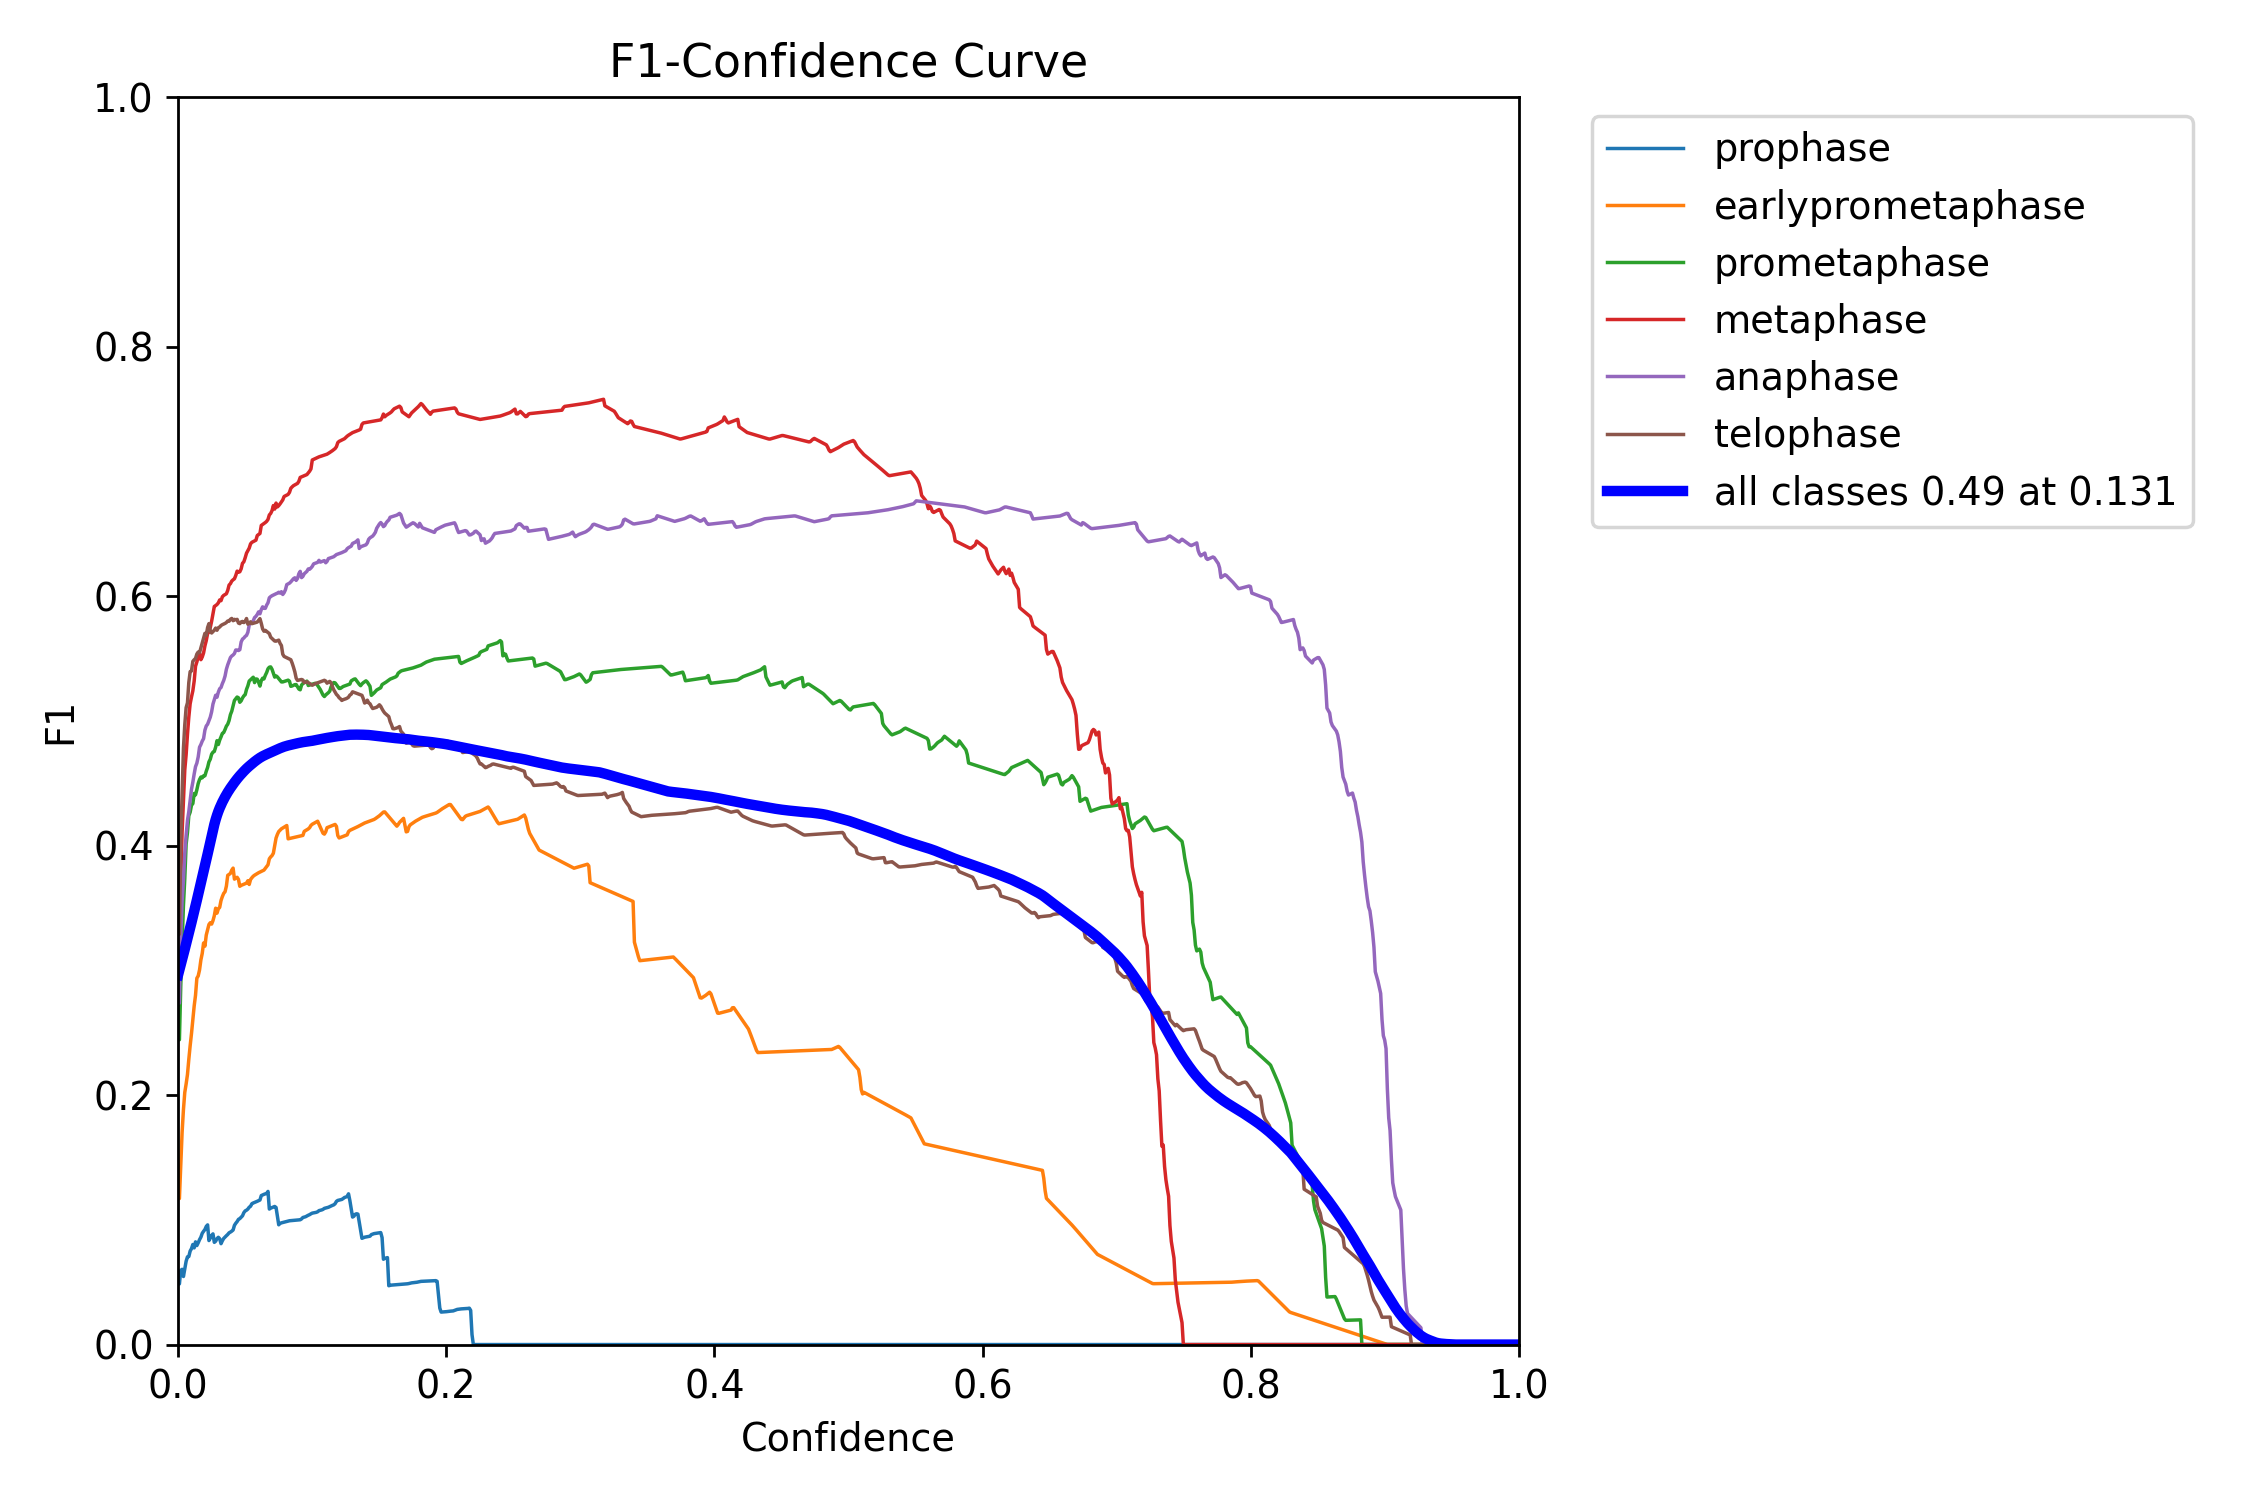 F1-Confidence Curve
1.0
0.8
0.6
0.4
0.2
0.0
F1
0.0 0.2 0.4 0.6 0.8 1.0
Confidence
prophase
earlyprometaphase
prometaphase
metaphase
anaphase
telophase
all classes 0.49 at 0.131